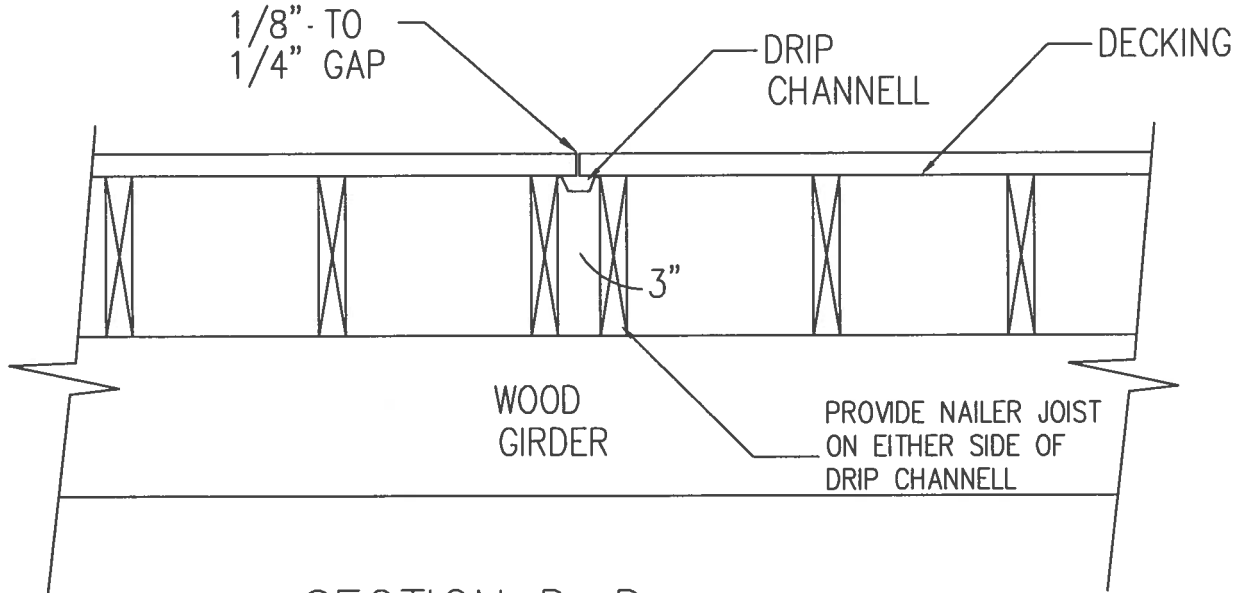 1/8"- TO
1/4" GAP
DRIP
CHANNELL
DECKING
3"
WOOD
GIRDER
PROVIDE NAILER JOIST
ON EITHER SIDE OF
DRIP CHANNELL
SECTION